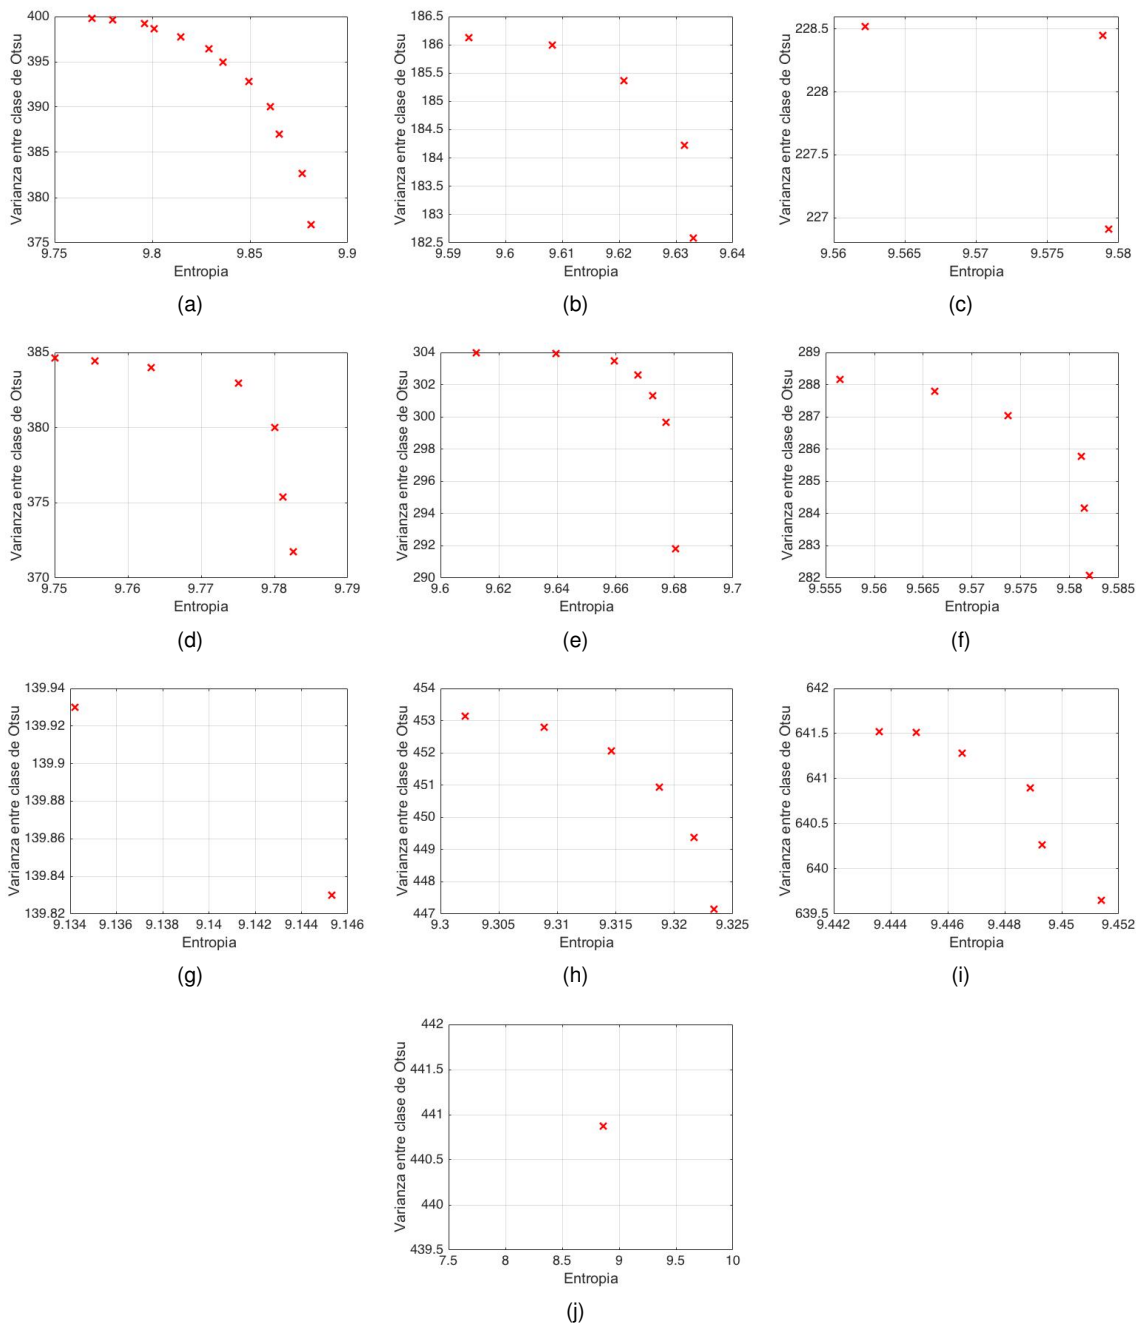 400
395
390
385
380
375
Varianza entre clase de Otsu
9.75 9.8 9.85 9.9
Entropia
(a)
186.5
186
185.5
185
184.5
184
183.5
183
182.5
Varianza entre clase de Otsu
9.59 9.6 9.61 9.62 9.63 9.64
Entropia
(b)
228.5
228
227.5
227
Varianza entre clase de Otsu
9.56 9.565 9.57 9.575 9.58
Entropia
(c)
385
380
375
370
Varianza entre clase de Otsu
9.75 9.76 9.77 9.78 9.79
Entropia
(d)
304
302
300
298
296
294
292
290
Varianza entre clase de Otsu
9.6 9.62 9.64 9.66 9.68 9.7
Entropia
(e)
289
288
287
286
285
284
283
282
Varianza entre clase de Otsu
9.555 9.56 9.565 9.57 9.575 9.58 9.585
Entropia
(f)
139.94
139.92
139.9
139.88
139.86
139.84
139.82
Varianza entre clase de Otsu
9.134 9.136 9.138 9.14 9.142 9.144 9.146
Entropia
(g)
454
453
452
451
450
449
448
447
Varianza entre clase de Otsu
9.3 9.305 9.31 9.315 9.32 9.325
Entropia
(h)
642
641.5
641
640.5
640
639.5
Varianza entre clase de Otsu
9.442 9.444 9.446 9.448 9.45 9.452
Entropia
(i)
442
441.5
441
440.5
440
439.5
Varianza entre clase de Otsu
7.5 8 8.5 9 9.5 10
Entropia
(j)